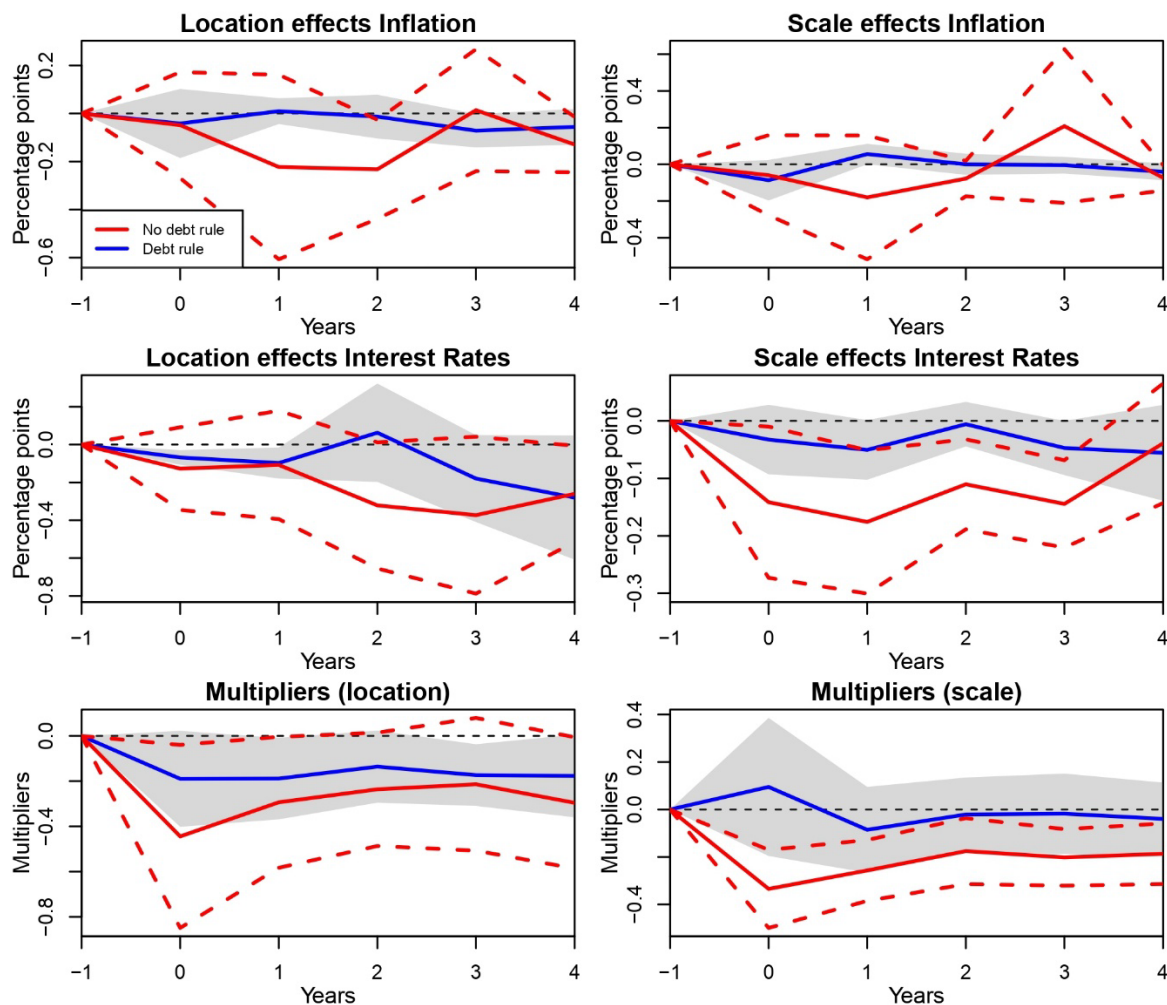 Location effects Inflation
Percentage points
0.2
−0.2
−0.6
No debt rule
Debt rule
−1 0 1 2 3 4
Years
Scale effects Inflation
Percentage points
0.4
0.0
−0.4
−1 0 1 2 3 4
Years
Location effects Interest Rates
Percentage points
0.0
−0.4
−0.8
−1 0 1 2 3 4
Years
Scale effects Interest Rates
Percentage points
0.0
−0.1
−0.2
−0.3
−1 0 1 2 3 4
Years
Multipliers (location)
Multipliers
0.0
−0.4
−0.8
−1 0 1 2 3 4
Years
Multipliers (scale)
Multipliers
0.4
0.2
0.0
−0.4
−1 0 1 2 3 4
Years